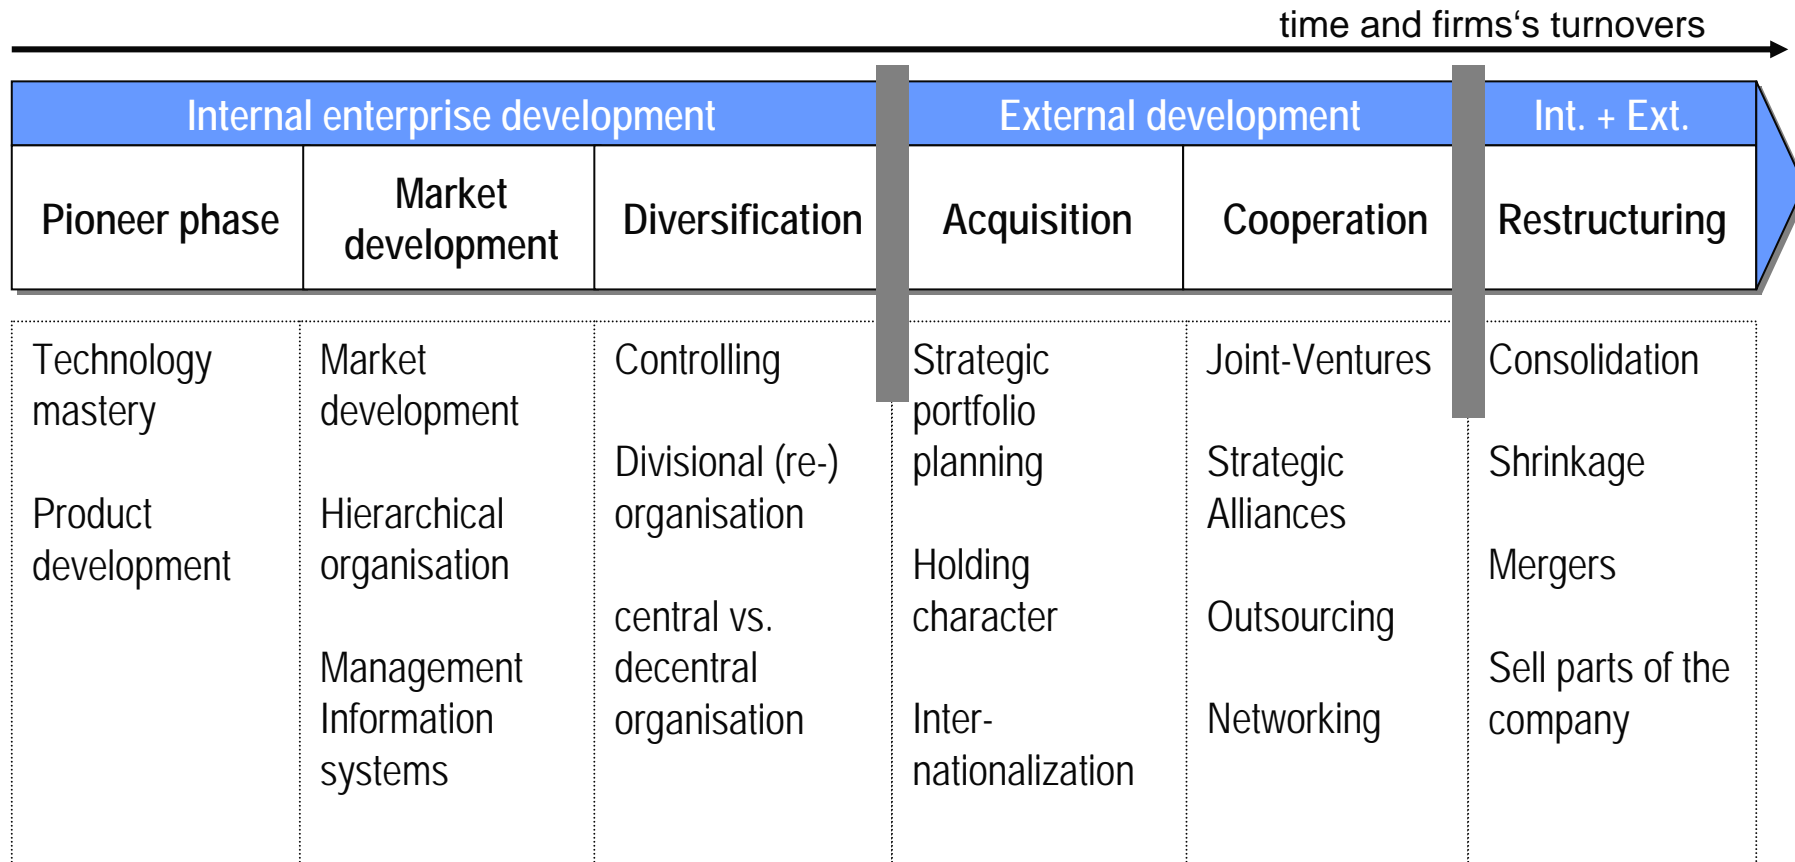 time and firms‘s turnovers
Internal enterprise development
External development
Int. + Ext.
Pioneer phase
Market
development
Diversification
Acquisition
Cooperation
Restructuring
Technology
mastery
Product
development
Market
development
Hierarchical
organisation
Management
Information
systems
Controlling
Divisional (re-)
organisation
central vs.
decentral
organisation
Strategic
portfolio
planning
Holding
character
Inter-
nationalization
Joint-Ventures
Strategic
Alliances
Outsourcing
Networking
Consolidation
Shrinkage
Mergers
Sell parts of the
company